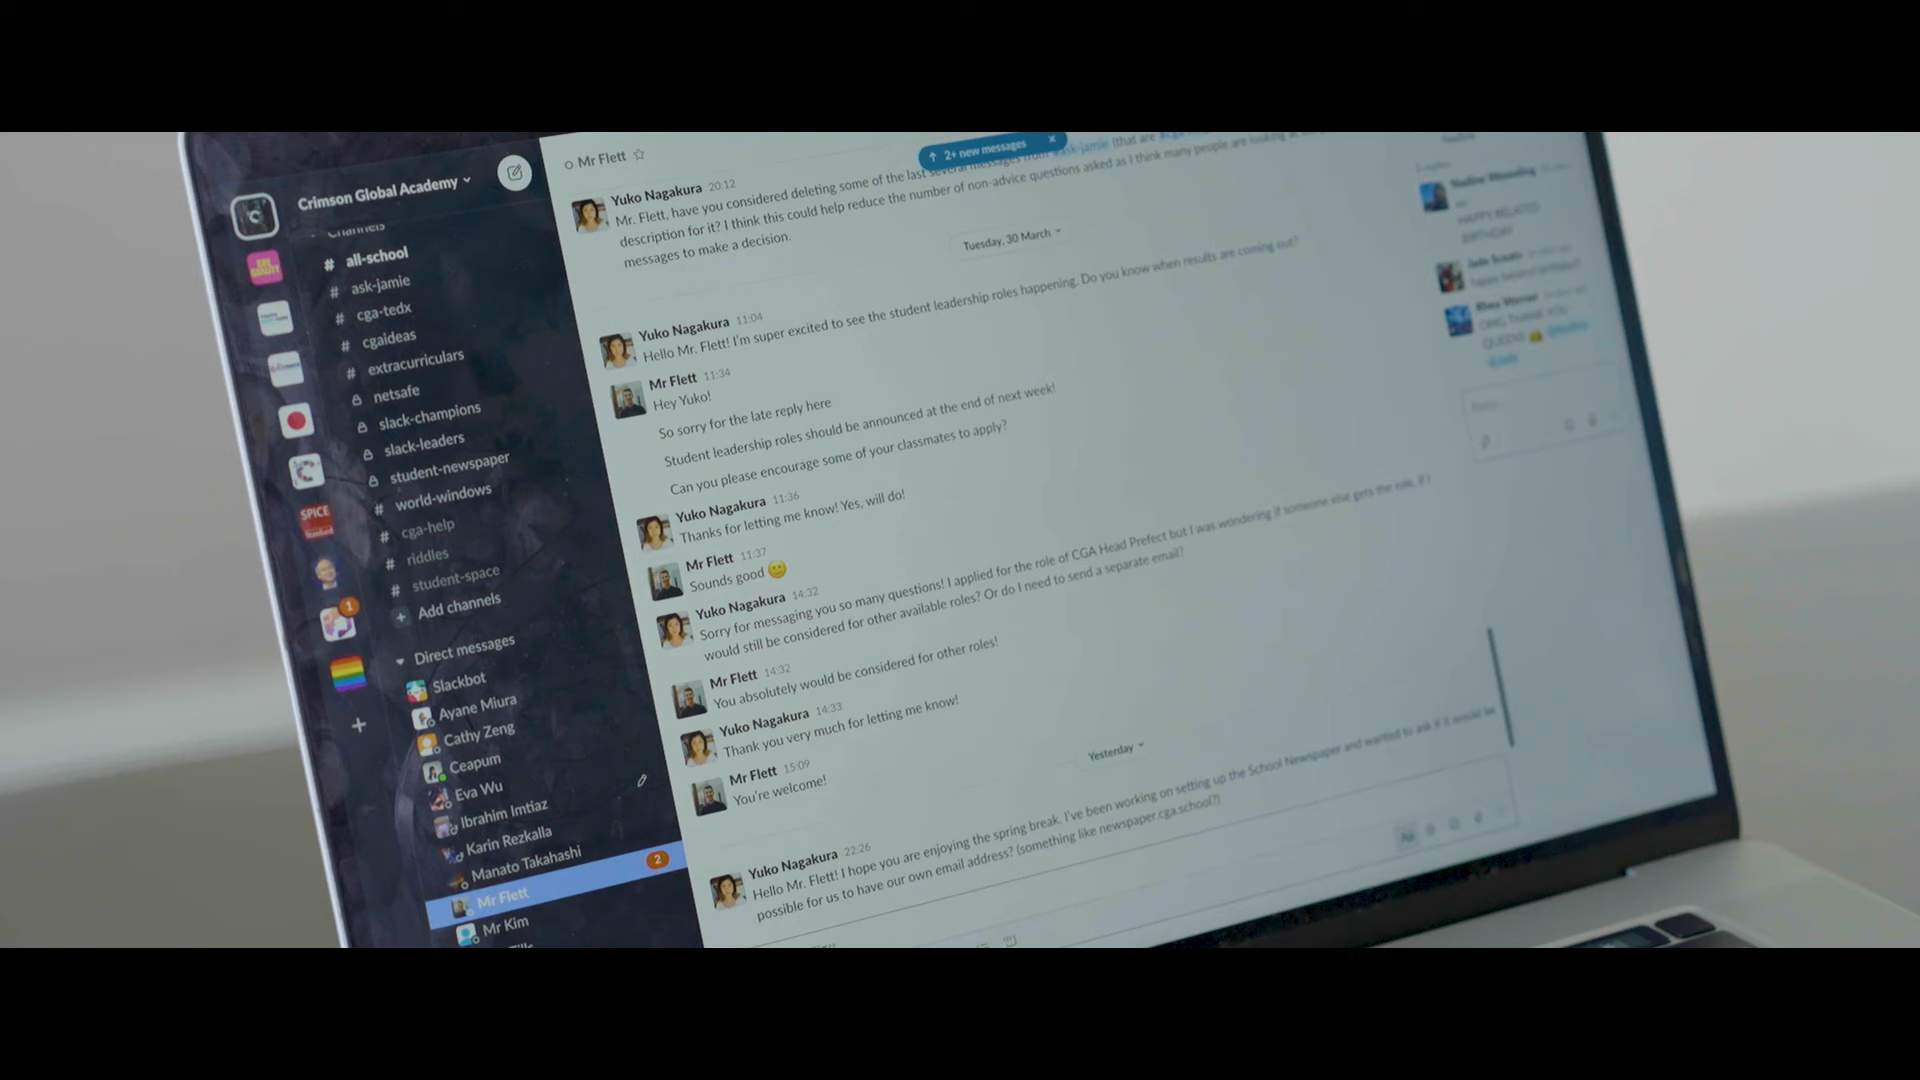 Crimson Global Academy
Channels
# all-school
# ask-jamie
# cga-tedx
# cgaideas
# extracurriculars
netsafe
slack-champions
slack-leaders
student-newspaper
# world-windows
# cga-help
# riddles
# student-space
+ Add channels
Direct messages
Slackbot
Ayane Miura
Cathy Zeng
Ceapum
Eva Wu
Ibrahim Imtiaz
Karin Rezkalla
Manato Takahashi
Mr Flett 2
Mr Kim
SPICE
1
Mr Flett
2+ new messages
Yuko Nagakura 20:12
Mr. Flett, have you considered deleting some of the last several messages from #ask-jamie (that are
description for it? I think this could help reduce the number of non-advice questions asked as I think many people are looking at
messages to make a decision.
Tuesday, 30 March
Yuko Nagakura 11:04
Hello Mr. Flett! I'm super excited to see the student leadership roles happening. Do you know when results are coming out?
Mr Flett 11:34
Hey Yuko!
So sorry for the late reply here
Student leadership roles should be announced at the end of next week!
Can you please encourage some of your classmates to apply?
Yuko Nagakura 11:36
Thanks for letting me know! Yes, will do!
Mr Flett 11:37
Sounds good
Yuko Nagakura 14:32
Sorry for messaging you so many questions! I applied for the role of CGA Head Prefect but I was wondering if someone else gets the role, if I
would still be considered for other available roles? Or do I need to send a separate email?
Mr Flett 14:32
You absolutely would be considered for other roles!
Yuko Nagakura 14:33
Thank you very much for letting me know!
Mr Flett 15:09
You're welcome!
Yesterday
Yuko Nagakura 22:26
Hello Mr. Flett! I hope you are enjoying the spring break. I've been working on setting up the School Newspaper and wanted to ask if it would be
possible for us to have our own email address? (something like newspaper.cga.school?)
Aa
HAPPY BELATED
BIRTHDAY